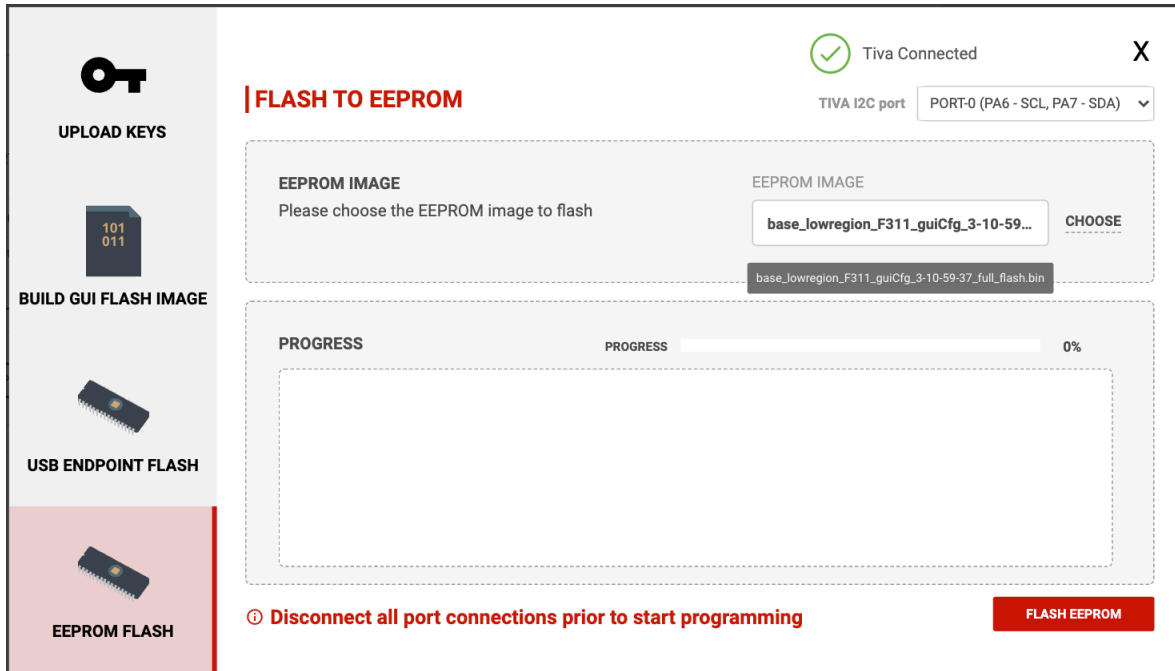 UPLOAD KEYS
101
011
BUILD GUI FLASH IMAGE
USB ENDPOINT FLASH
EEPROM FLASH
Tiva Connected
X
FLASH TO EEPROM
TIVA I2C port
PORT-0 (PA6 - SCL, PA7 - SDA)
EEPROM IMAGE
Please choose the EEPROM image to flash
EEPROM IMAGE
base_lowregion_F311_guiCfg_3-10-59...
CHOOSE
base_lowregion_F311_guiCfg_3-10-59-37_full_flash.bin
PROGRESS
PROGRESS
0%
Disconnect all port connections prior to start programming
FLASH EEPROM